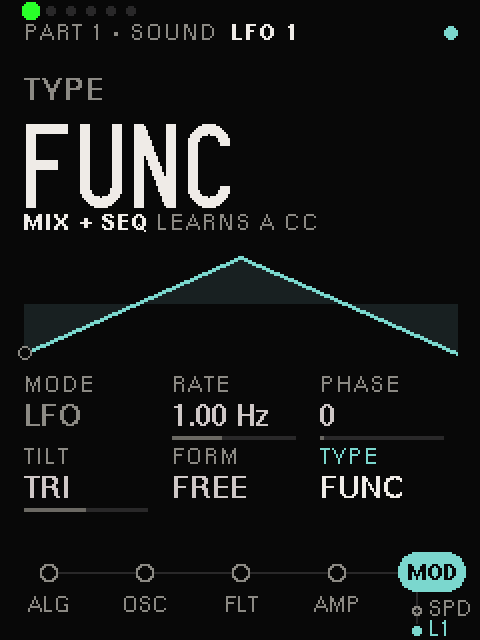 PART 1 · SOUND LFO 1
TYPE
FUNC
MIX + SEQ LEARNS A CC
MODE RATE PHASE
LFO 1.00 Hz 0
TILT FORM TYPE
TRI FREE FUNC
ALG OSC FLT AMP MOD
SPD
L1